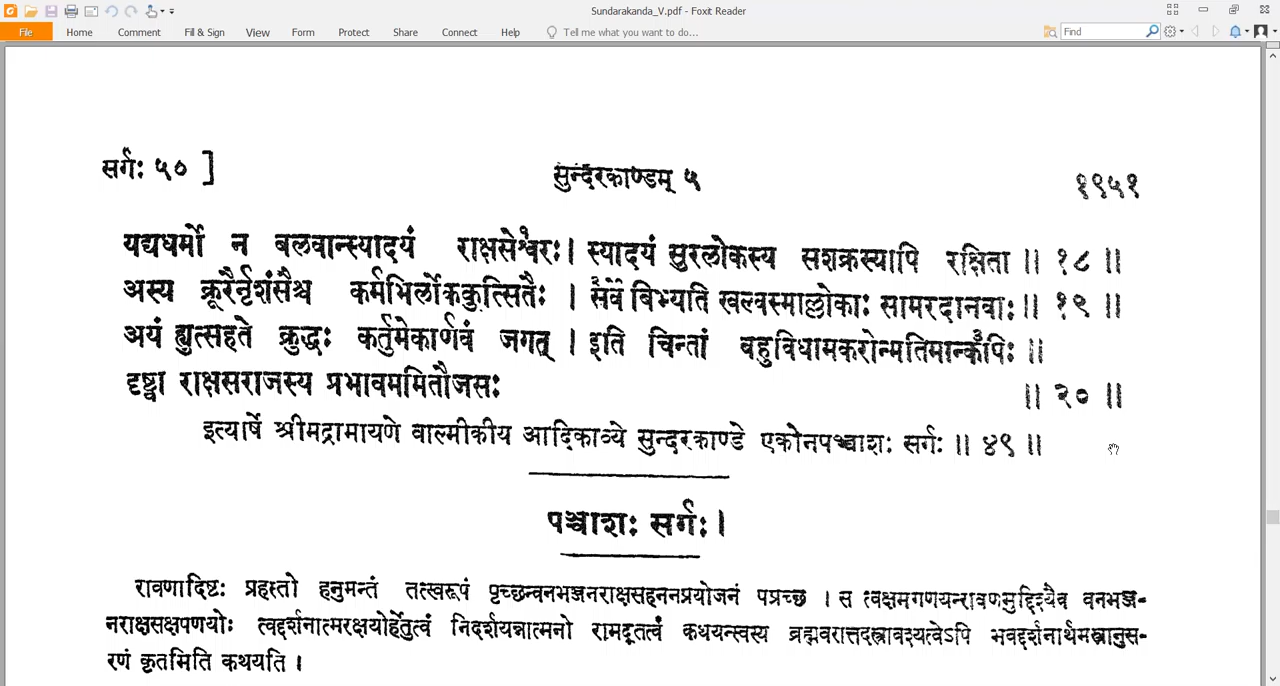 Sundarakanda_V.pdf - Foxit Reader
File Home Comment Fill & Sign View Form Protect Share Connect Help Tell me what you want to do... Find
सर्गः ५० ] सुन्दरकाण्डम् ५ १९५१
यद्यधर्मो न बलवान्स्यादयं राक्षसेश्वरः। स्यादयं सुरलोकस्य सशक्रस्यापि रक्षिता ॥ १८ ॥
अस्य क्रूरैर्नृशंसैश्च कर्मभिर्लोककुत्सितैः । सर्वे बिभ्यति खल्वस्माल्लोकाः सामरदानवाः॥ १९ ॥
अयं ह्युत्सहते क्रुद्धः कर्तुमेकार्णवं जगत् । इति चिन्तां बहुविधामकरोन्मतिमान्कपिः ॥
दृष्ट्वा राक्षसराजस्य प्रभावममितौजसः ॥ २० ॥
इत्यार्षे श्रीमद्रामायणे वाल्मीकीय आदिकाव्ये सुन्दरकाण्डे एकोनपञ्चाशः सर्गः ॥ ४९ ॥
पञ्चाशः सर्गः।
रावणादिष्टः प्रहस्तो हनुमन्तं तत्स्वरूपं पृच्छन्वनभञ्जनराक्षसहननप्रयोजनं पप्रच्छ । स त्वक्षमगणयन्रावणमुद्दिश्यैव वनभञ्ज-
नराक्षसक्षपणयोः त्वद्दर्शनात्मरक्षयोर्हेतुत्वं निदर्शयन्नात्मनो रामदूतत्वं कथयन्स्वस्य ब्रह्मवरात्तदस्त्रावश्यत्वेऽपि भवद्दर्शनार्थमस्त्रानुस-
रणं कृतमिति कथयति ।